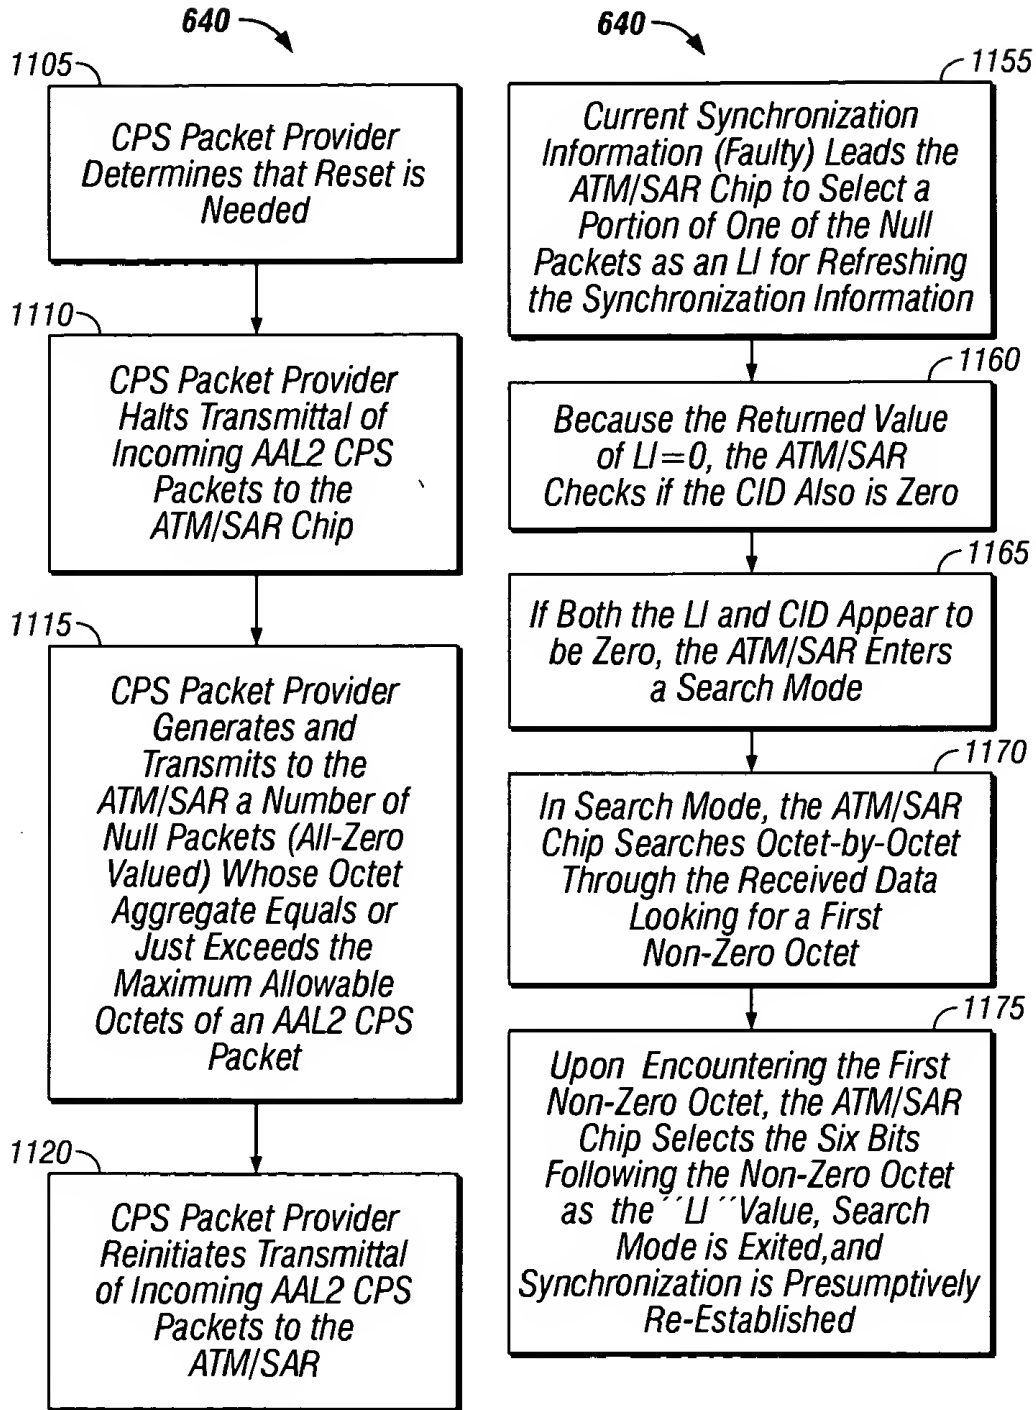 640
1105
CPS Packet Provider
Determines that Reset is
Needed
1110
CPS Packet Provider
Halts Transmittal of
Incoming AAL2 CPS
Packets to the
ATM/SAR Chip
1115
CPS Packet Provider
Generates and
Transmits to the
ATM/SAR a Number of
Null Packets (All-Zero
Valued) Whose Octet
Aggregate Equals or
Just Exceeds the
Maximum Allowable
Octets of an AAL2 CPS
Packet
1120
CPS Packet Provider
Reinitiates Transmittal
of Incoming AAL2 CPS
Packets to the
ATM/SAR
640
1155
Current Synchronization
Information (Faulty) Leads the
ATM/SAR Chip to Select a
Portion of One of the Null
Packets as an LI for Refreshing
the Synchronization Information
1160
Because the Returned Value
of LI=0, the ATM/SAR
Checks if the CID Also is Zero
1165
If Both the LI and CID Appear to
be Zero, the ATM/SAR Enters
a Search Mode
1170
In Search Mode, the ATM/SAR
Chip Searches Octet-by-Octet
Through the Received Data
Looking for a First
Non-Zero Octet
1175
Upon Encountering the First
Non-Zero Octet, the ATM/SAR
Chip Selects the Six Bits
Following the Non-Zero Octet
as the ´´LI´´ Value, Search
Mode is Exited,and
Synchronization is Presumptively
Re-Established